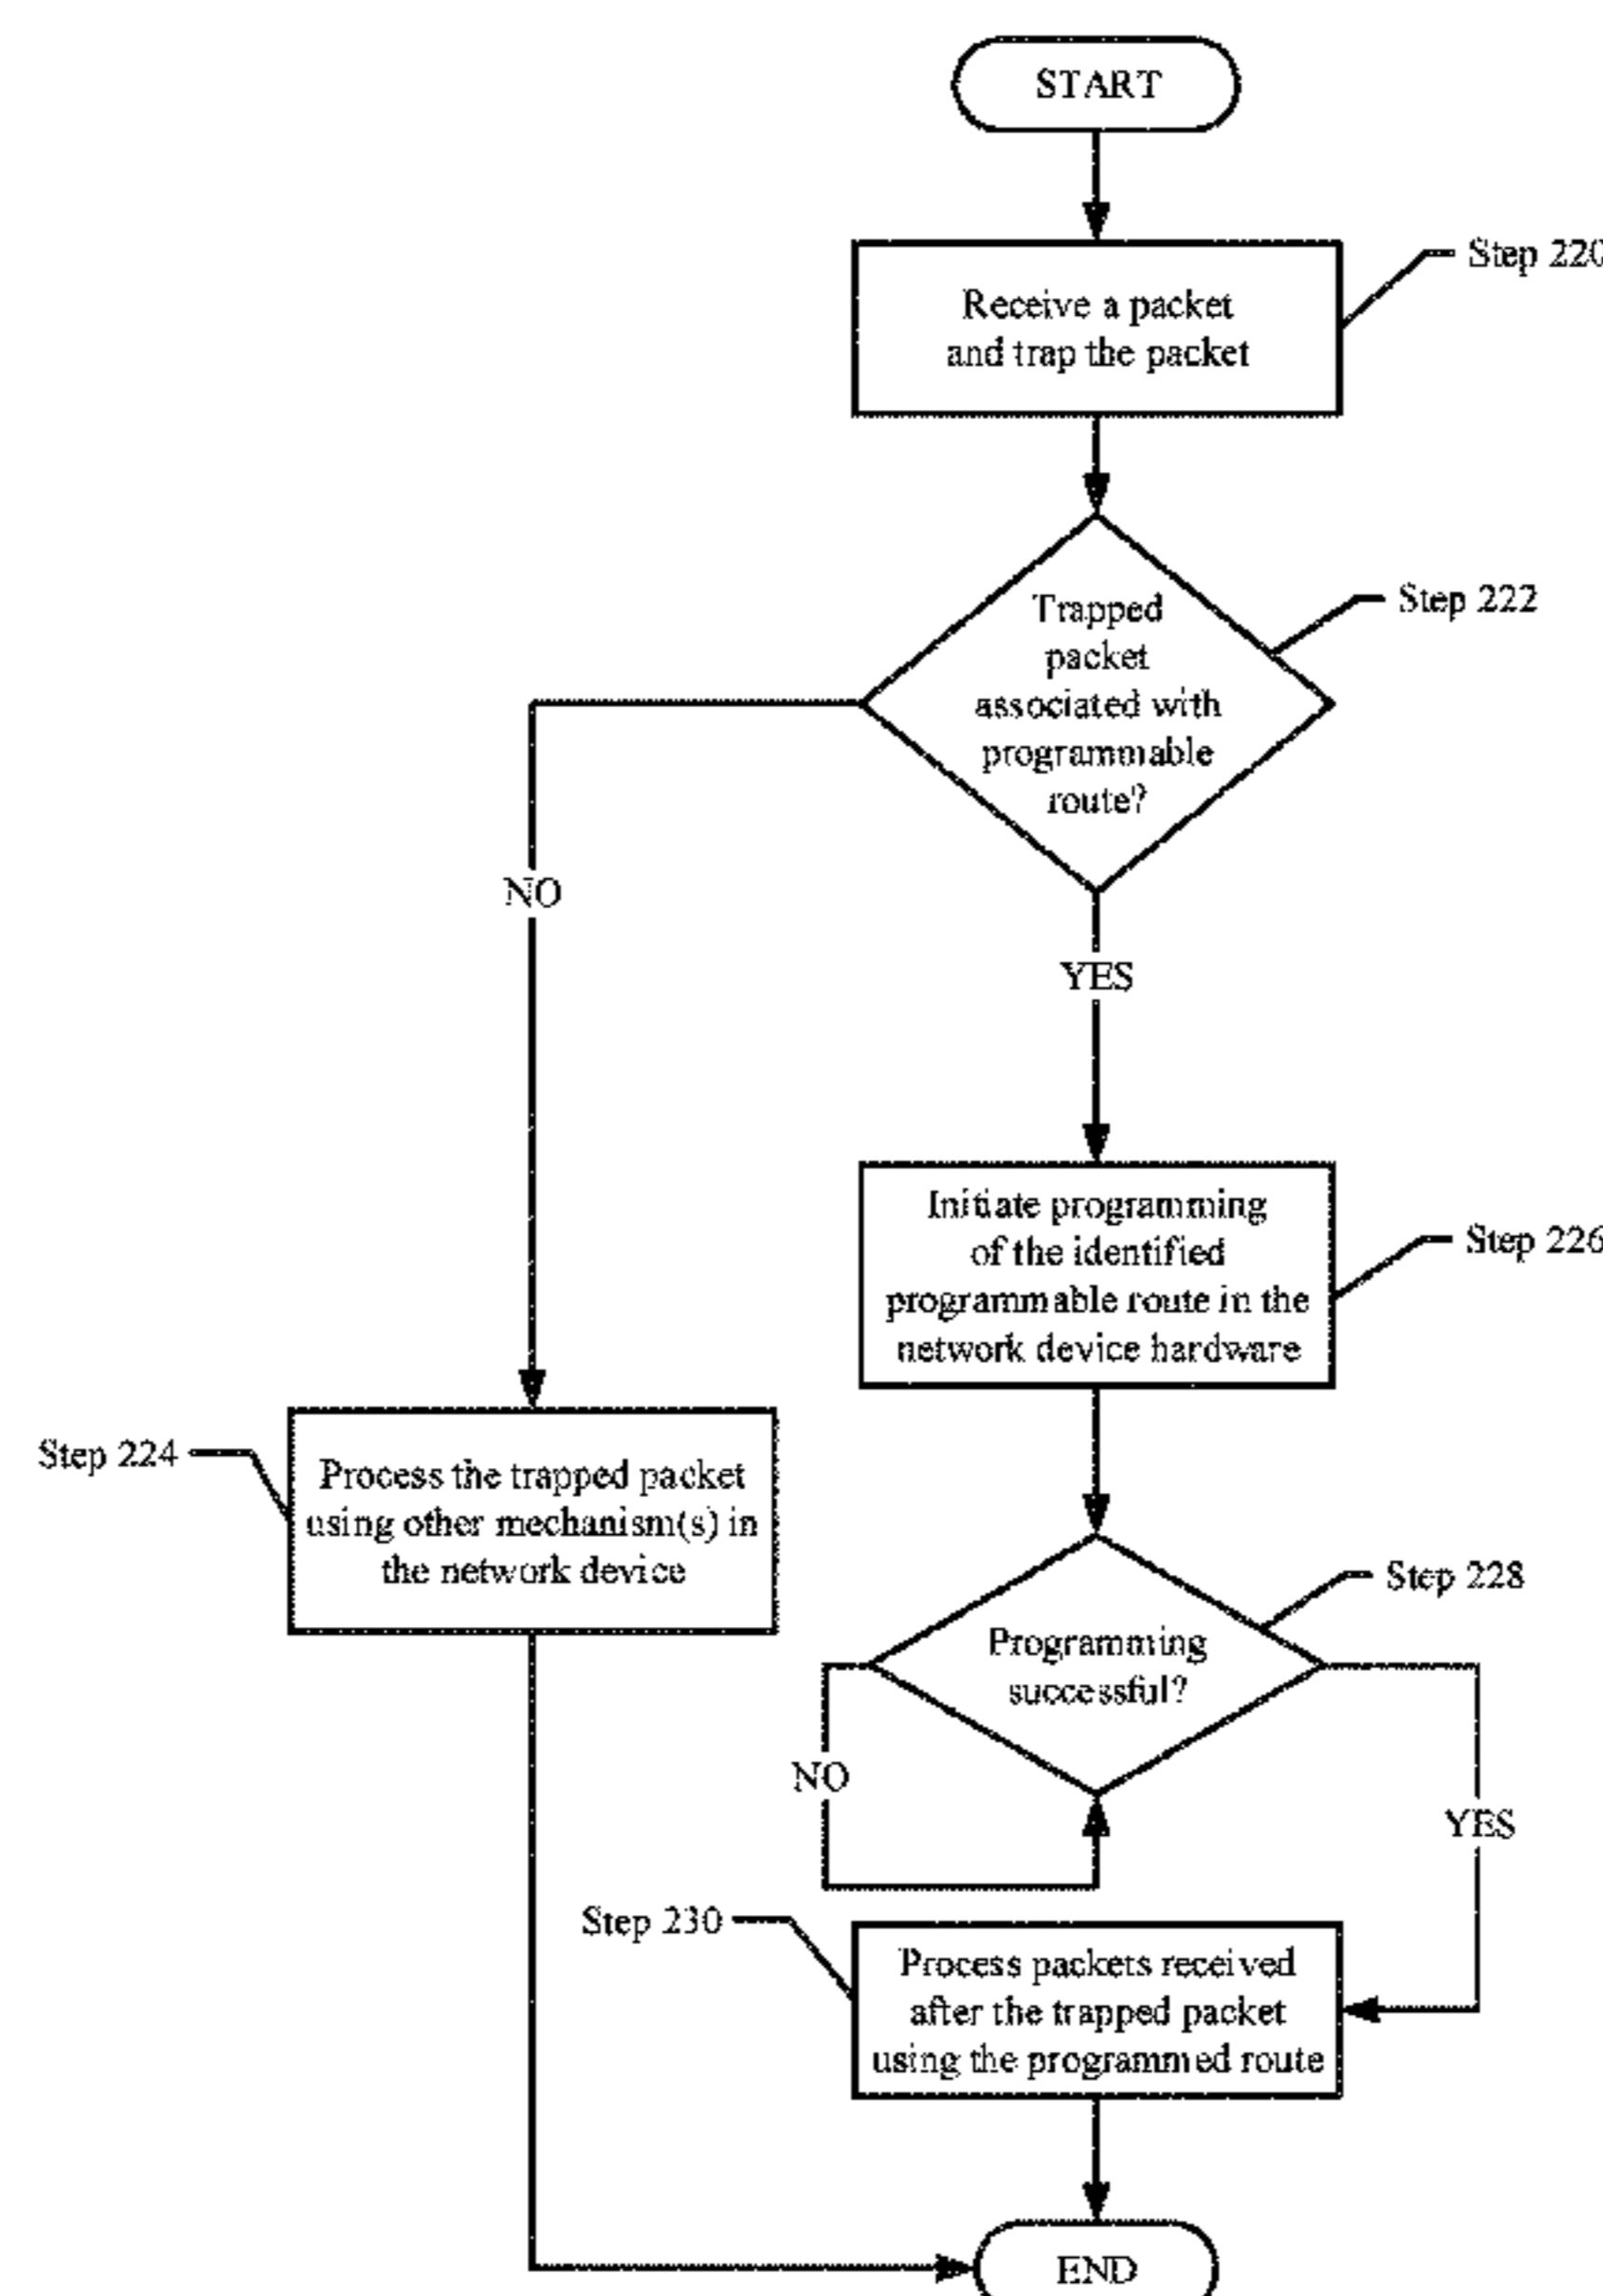 START
Step 220
Receive a packet
and trap the packet
Step 222
Trapped
packet
associated with
programmable
route?
NO
YES
Step 226
Initiate programming
of the identified
programmable route in the
network device hardware
Step 224
Process the trapped packet
using other mechanism(s) in
the network device
Step 228
Programming
successful?
NO
YES
Step 230
Process packets received
after the trapped packet
using the programmed route
END